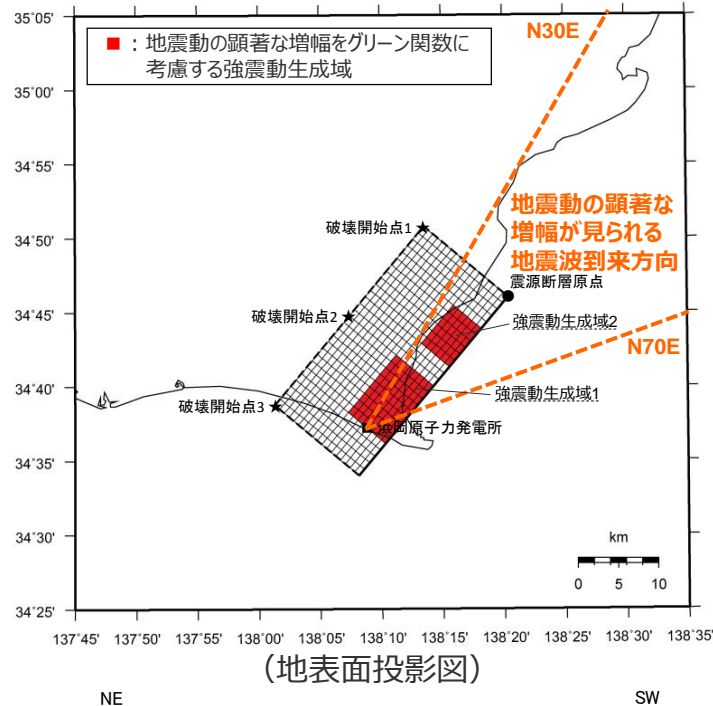 ■：地震動の顕著な増幅をグリーン関数に
考慮する強震動生成域
N30E
地震動の顕著な
増幅が見られる
地震波到来方向
破壊開始点1
震源断層原点
強震動生成域2
破壊開始点2
N70E
強震動生成域1
破壊開始点3
浜岡原子力発電所
km
0 5 10
35°05'
35°00'
34°55'
34°50'
34°45'
34°40'
34°35'
34°30'
34°25'
137°45' 137°50' 137°55' 138°00' 138°05' 138°10' 138°15' 138°20' 138°25' 138°30' 138°35'
（地表面投影図）
NE SW